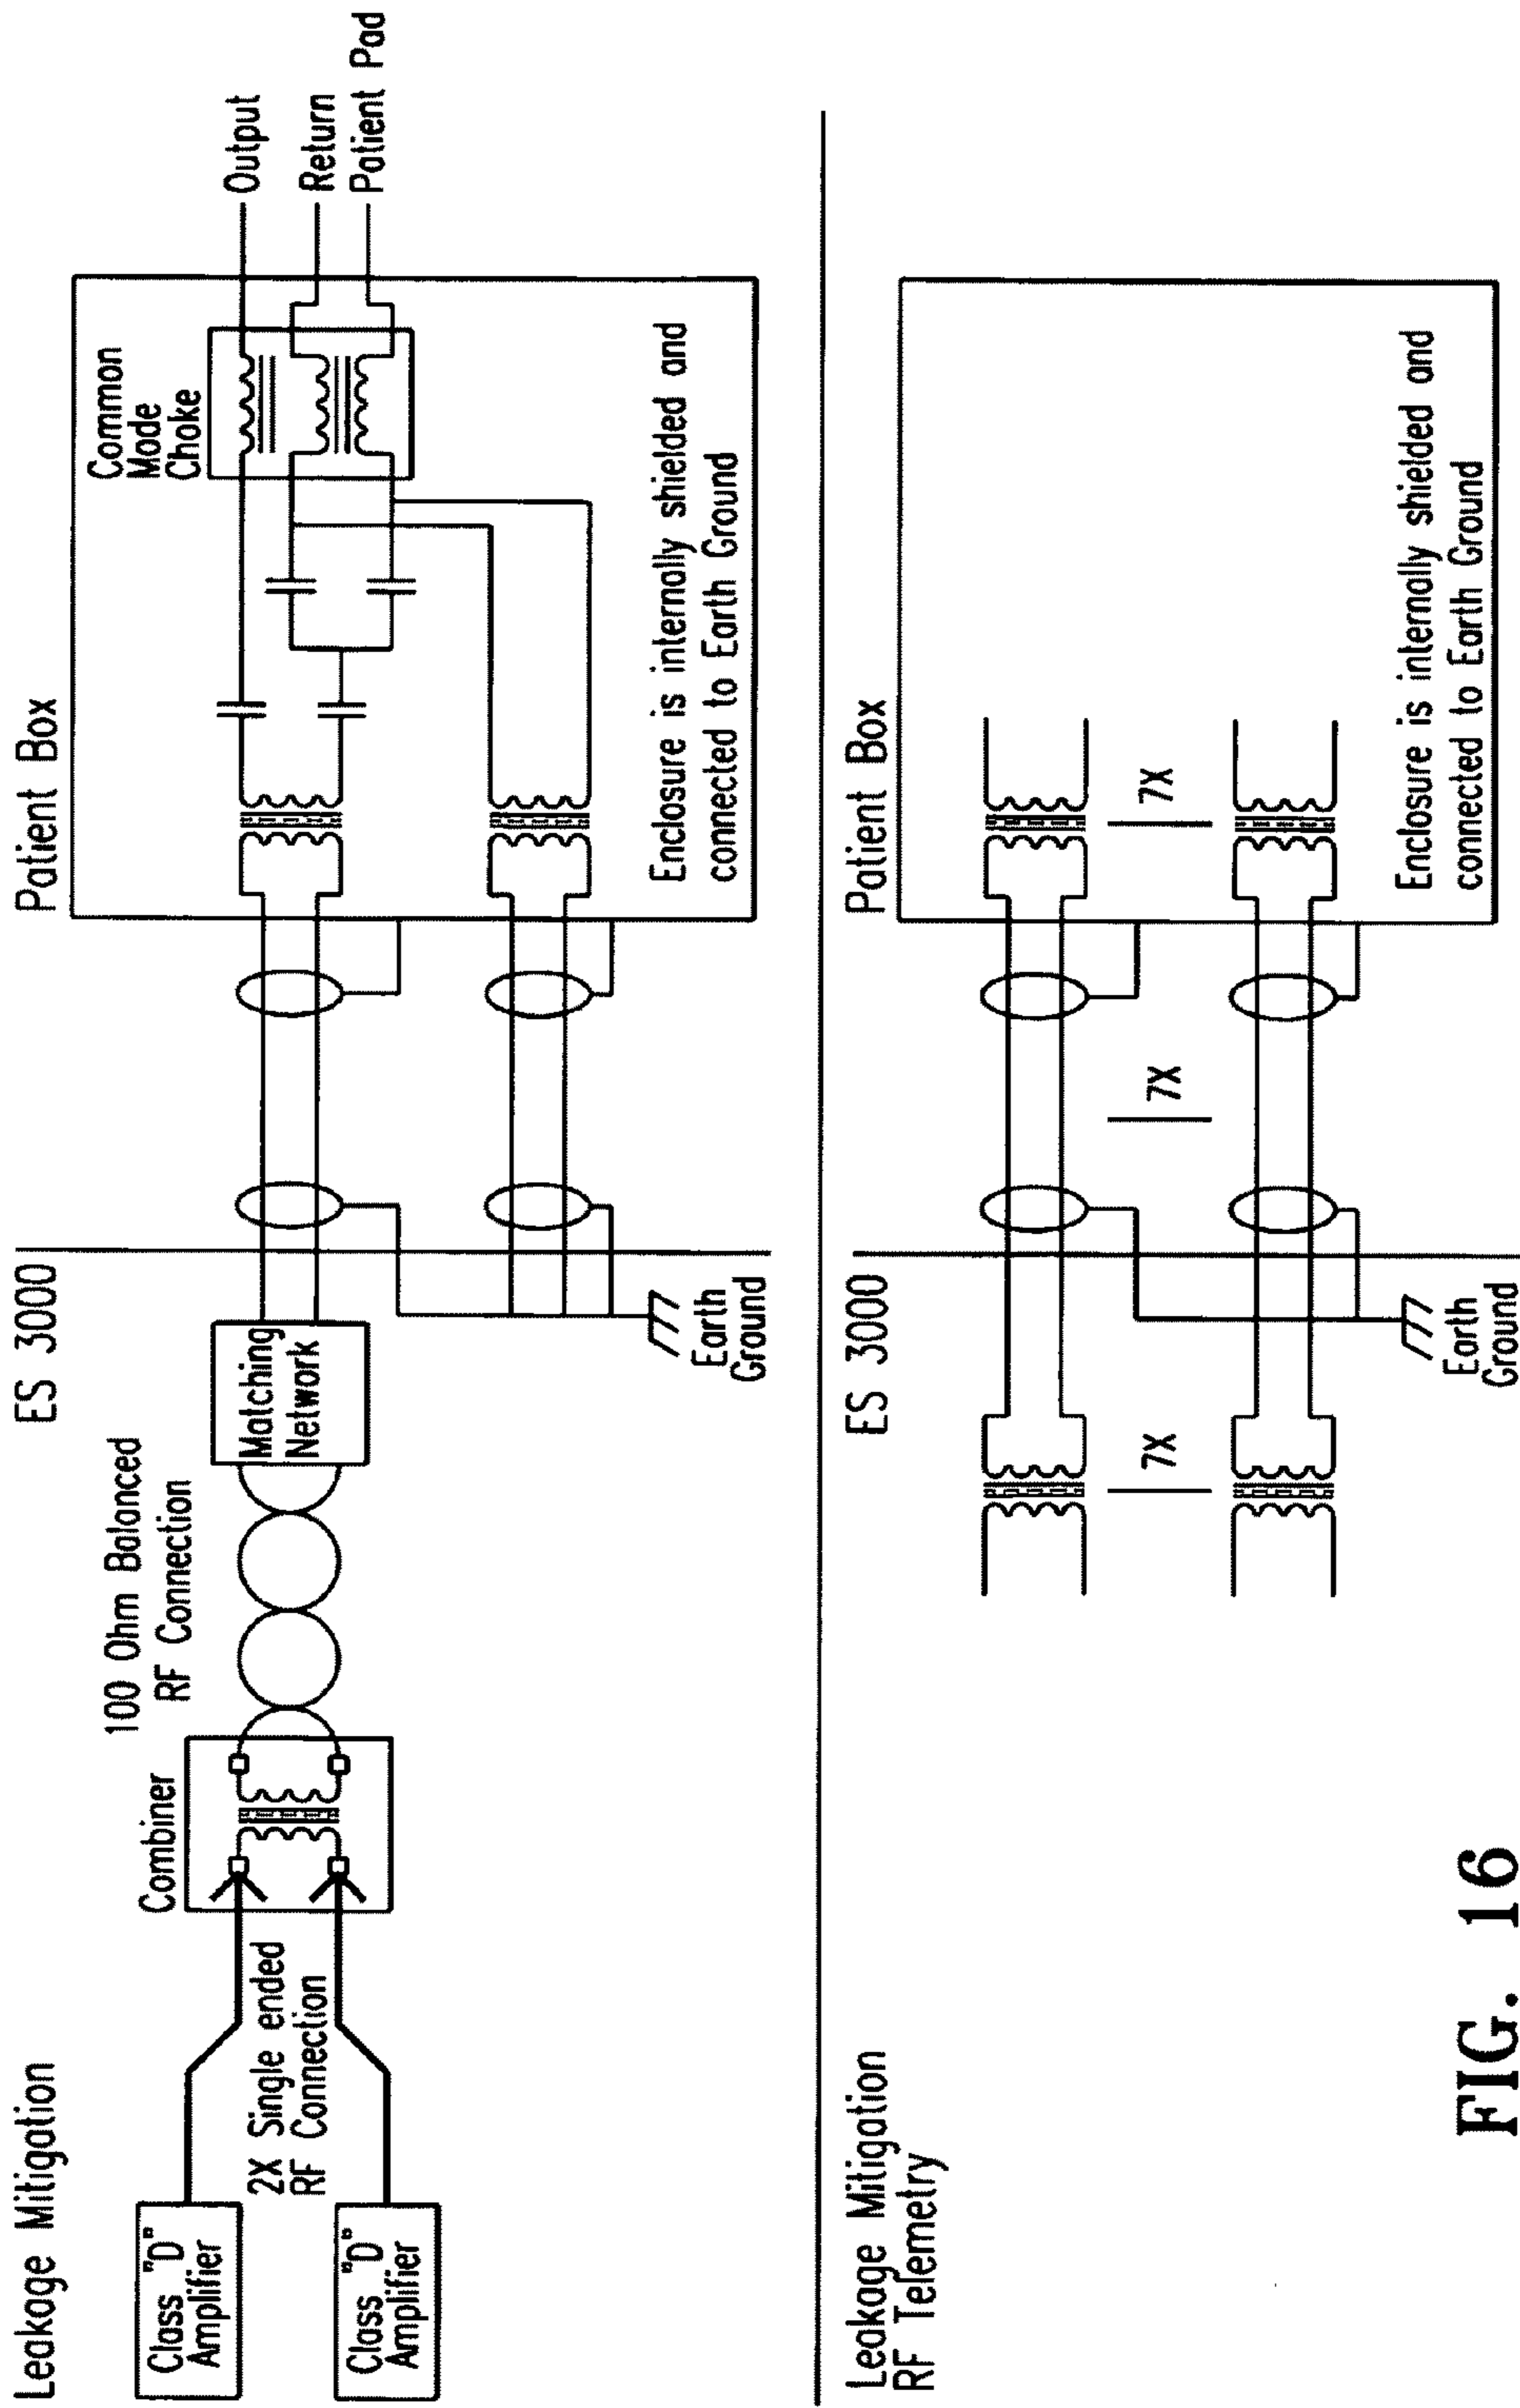 Leakage Mitigation
ES 3000
Patient Box
Class "D"
Amplifier
Class "D"
Amplifier
2X Single ended
RF Connection
Combiner
100 Ohm Balanced
RF Connection
Matching
Network
Earth
Ground
Common
Mode
Choke
Output
Return
Patient Pad
Enclosure is internally shielded and
connected to Earth Ground
Leakage Mitigation
RF Telemetry
ES 3000
Patient Box
7X
7X
7X
Earth
Ground
Enclosure is internally shielded and
connected to Earth Ground
FIG. 16